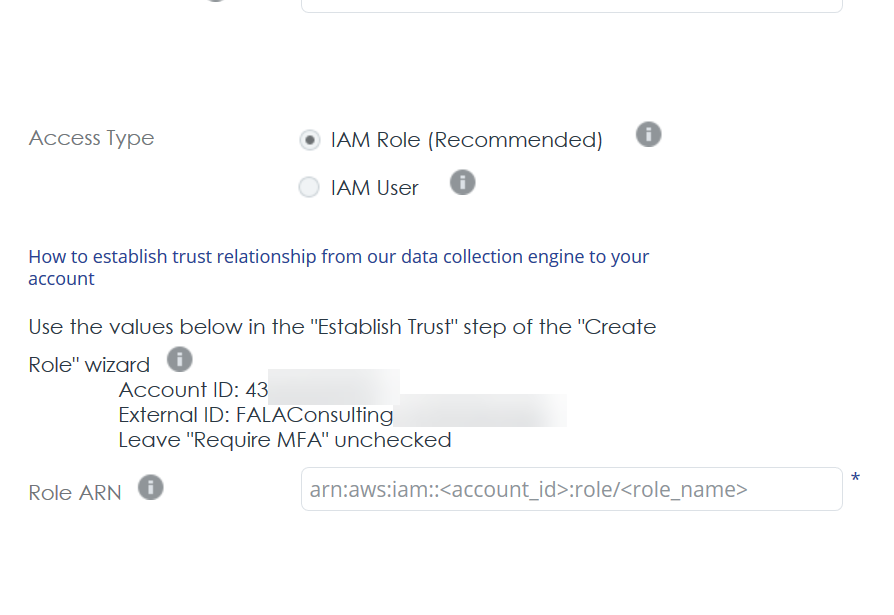 Access Type
IAM Role (Recommended)
IAM User
How to establish trust relationship from our data collection engine to your
account
Use the values below in the "Establish Trust" step of the "Create
Role" wizard
Account ID: 43
External ID: FALAConsulting
Leave "Require MFA" unchecked
Role ARN
arn:aws:iam::<account_id>:role/<role_name> *